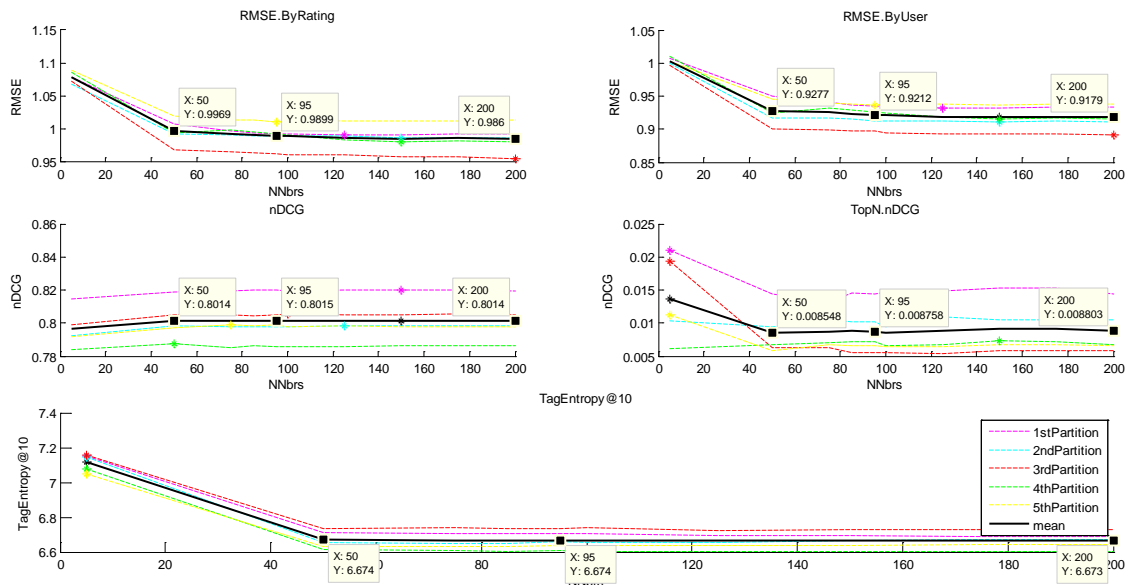 RMSE.ByRating
1.15
1.1
1.05
1
0.95
RMSE
X: 50
Y: 0.9969
X: 95
Y: 0.9899
X: 200
Y: 0.986
0 20 40 60 80 100 120 140 160 180 200
NNbrs
RMSE.ByUser
1.05
1
0.95
0.9
0.85
RMSE
X: 50
Y: 0.9277
X: 95
Y: 0.9212
X: 200
Y: 0.9179
0 20 40 60 80 100 120 140 160 180 200
NNbrs
nDCG
0.86
0.84
0.82
0.8
0.78
nDCG
X: 50
Y: 0.8014
X: 95
Y: 0.8015
X: 200
Y: 0.8014
0 20 40 60 80 100 120 140 160 180 200
NNbrs
TopN.nDCG
0.025
0.02
0.015
0.01
0.005
nDCG
X: 50
Y: 0.008548
X: 95
Y: 0.008758
X: 200
Y: 0.008803
0 20 40 60 80 100 120 140 160 180 200
NNbrs
TagEntropy@10
7.4
7.2
7
6.8
6.6
TagEntropy@10
1stPartition
2ndPartition
3rdPartition
4thPartition
5thPartition
mean
X: 50
Y: 6.674
X: 95
Y: 6.674
X: 200
Y: 6.673
0 20 40 80 120 140 160 200